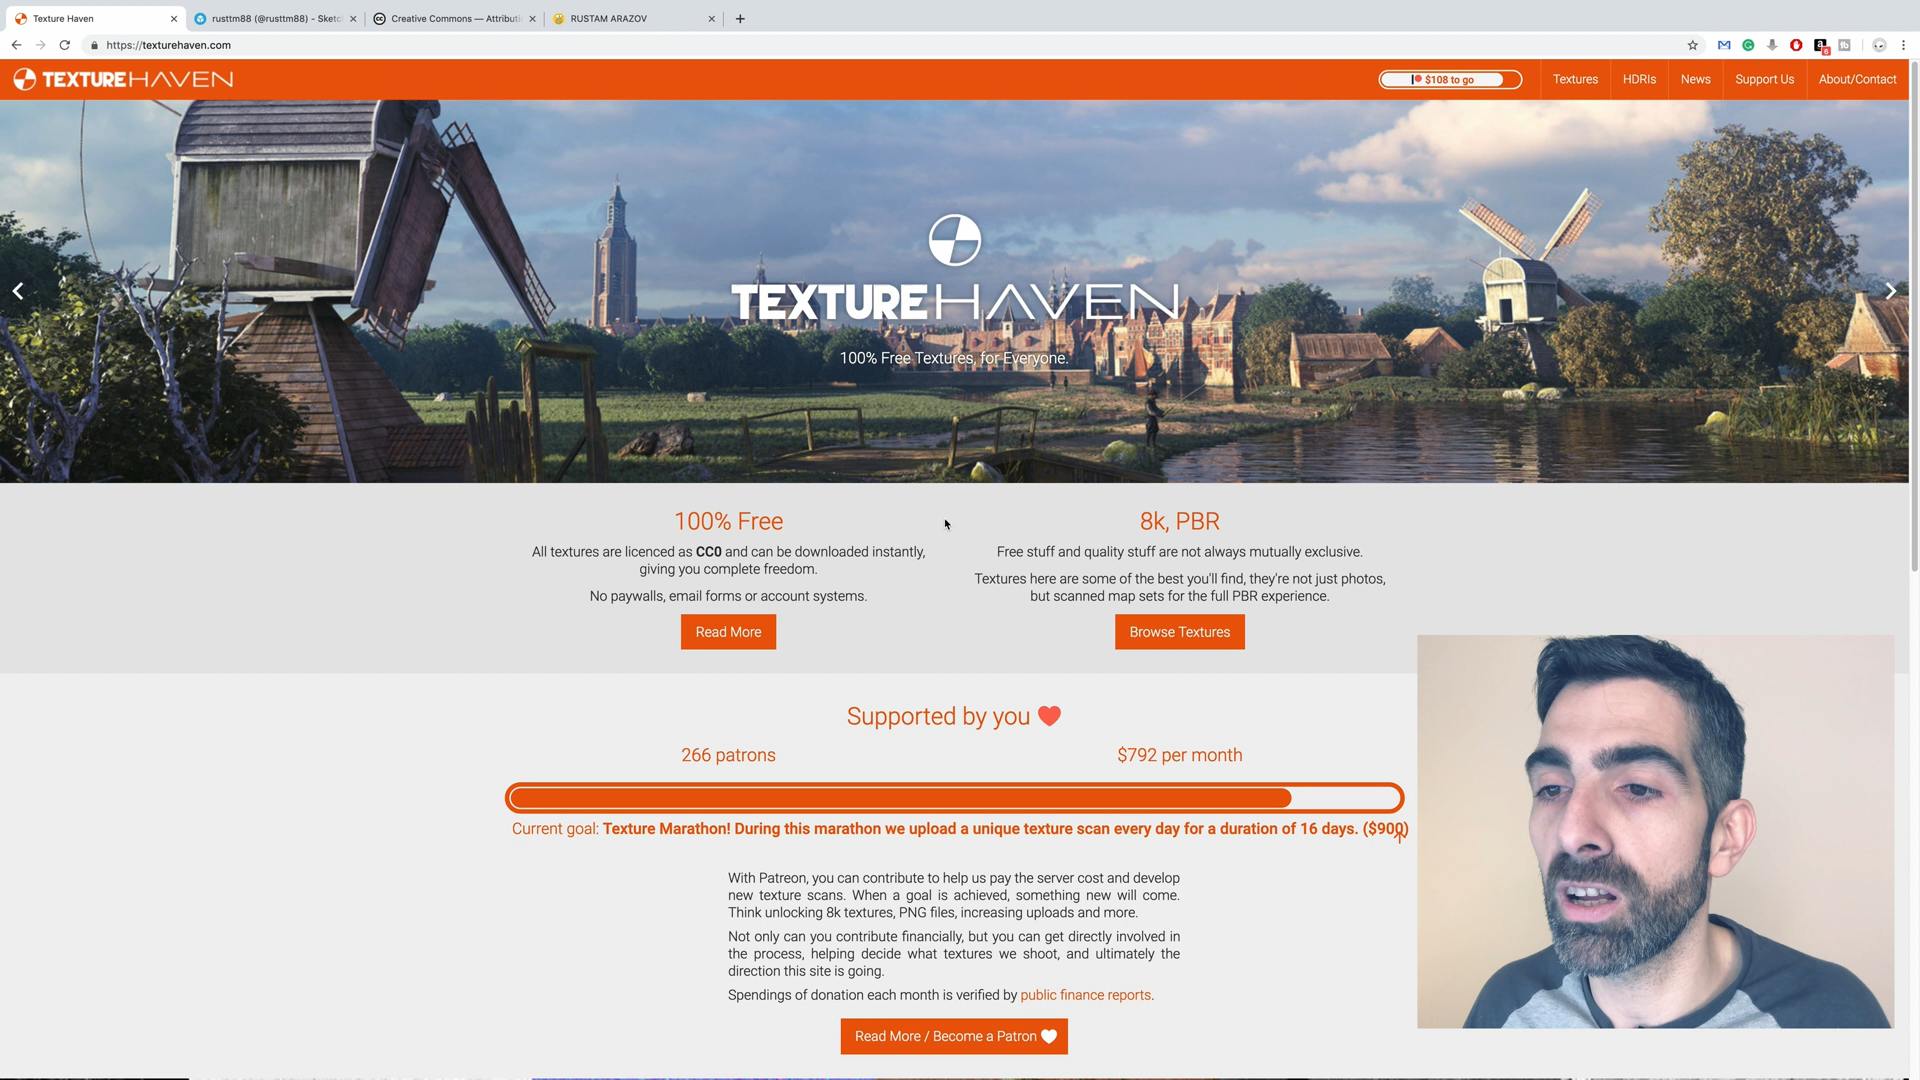 Texture Haven
rusttm88 (@rusttm88) - Sketc
Creative Commons — Attributi
RUSTAM ARAZOV
https://texturehaven.com
6
TEXTUREHAVEN
$108 to go
Textures
HDRIs
News
Support Us
About/Contact
TEXTUREHAVEN
100% Free Textures, for Everyone.
100% Free
All textures are licenced as CC0 and can be downloaded instantly,
giving you complete freedom.
No paywalls, email forms or account systems.
Read More
8k, PBR
Free stuff and quality stuff are not always mutually exclusive.
Textures here are some of the best you'll find, they're not just photos,
but scanned map sets for the full PBR experience.
Browse Textures
Supported by you
266 patrons
$792 per month
Current goal: Texture Marathon! During this marathon we upload a unique texture scan every day for a duration of 16 days. ($900)
With Patreon, you can contribute to help us pay the server cost and develop
new texture scans. When a goal is achieved, something new will come.
Think unlocking 8k textures, PNG files, increasing uploads and more.
Not only can you contribute financially, but you can get directly involved in
the process, helping decide what textures we shoot, and ultimately the
direction this site is going.
Spendings of donation each month is verified by public finance reports.
Read More / Become a Patron